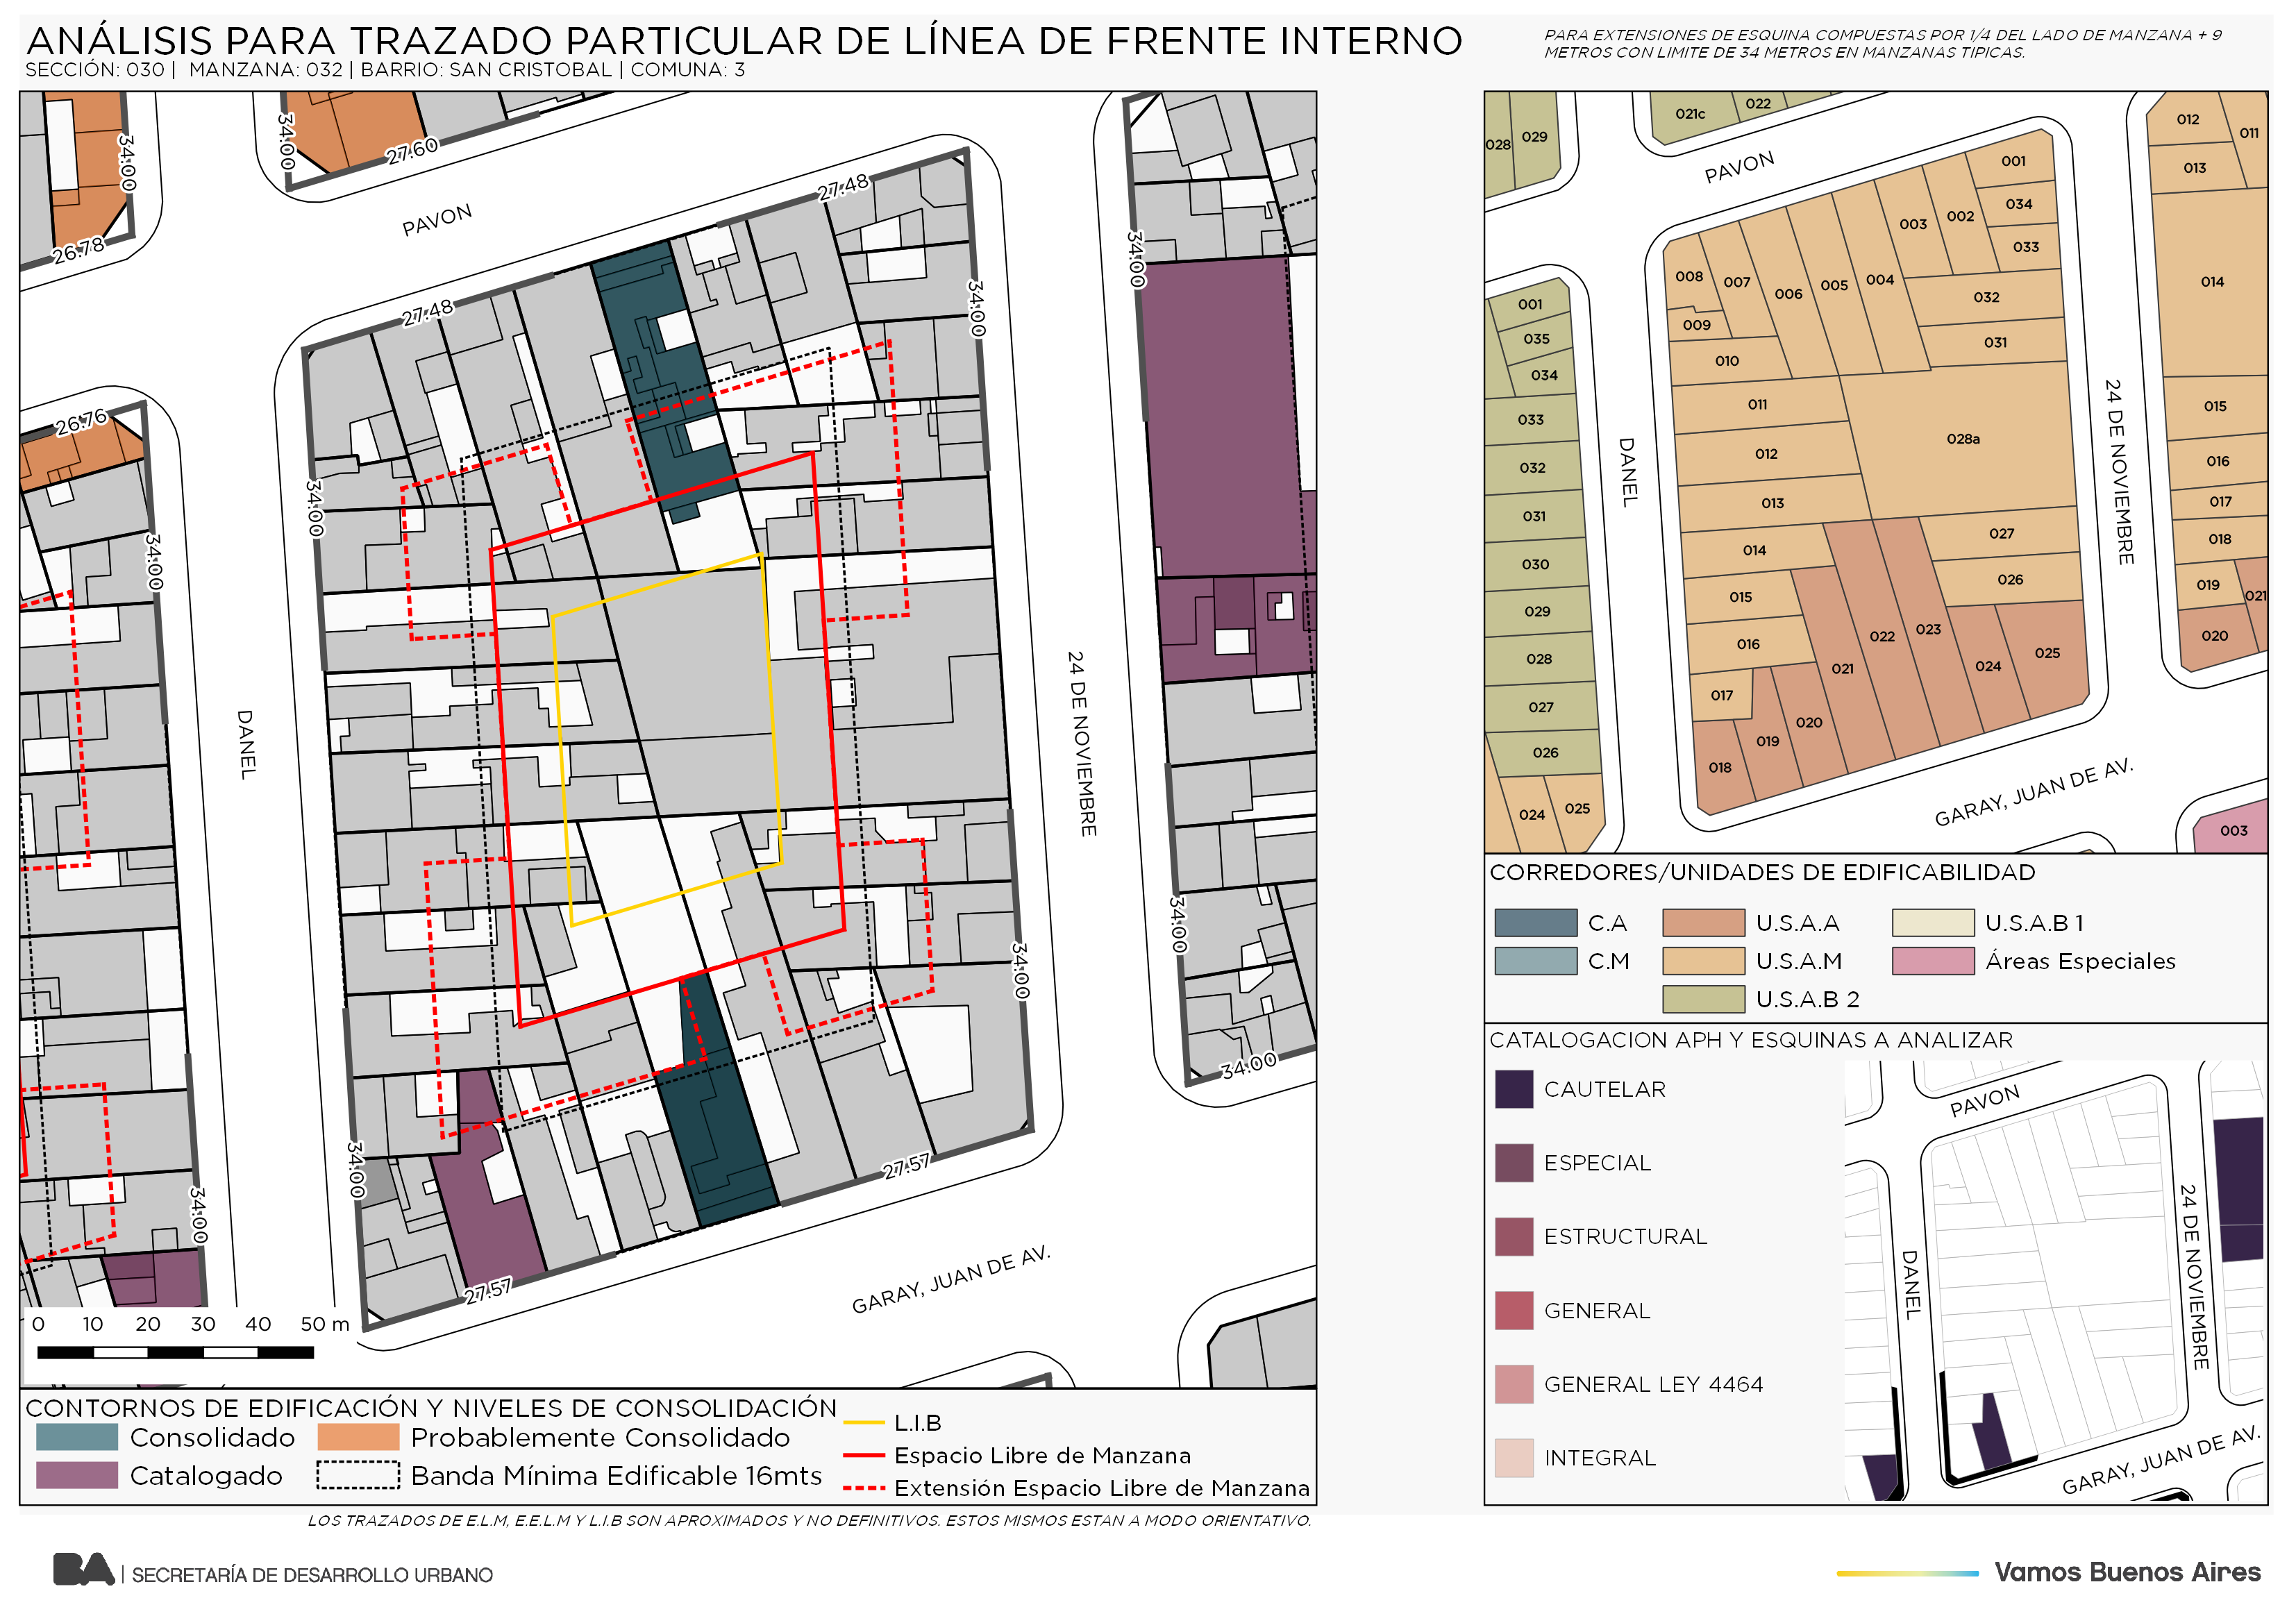 ANÁLISIS PARA TRAZADO PARTICULAR DE LÍNEA DE FRENTE INTERNO
SECCIÓN: 030 | MANZANA: 032 | BARRIO: SAN CRISTOBAL | COMUNA: 3
PARA EXTENSIONES DE ESQUINA COMPUESTAS POR 1/4 DEL LADO DE MANZANA + 9
METROS CON LIMITE DE 34 METROS EN MANZANAS TIPICAS.
34.00
26.78
34.00
27.60
PAVON
27.48
27.48
34.00
34.00
34.00
26.76
34.00
34.00
DANEL
24 DE NOVIEMBRE
34.00
34.00
34.00
34.00
34.00
27.57
27.57
GARAY, JUAN DE AV.
0 10 20 30 40 50 m
CONTORNOS DE EDIFICACIÓN Y NIVELES DE CONSOLIDACIÓN
Consolidado
Probablemente Consolidado
Catalogado
Banda Mínima Edificable 16mts
L.I.B
Espacio Libre de Manzana
Extensión Espacio Libre de Manzana
LOS TRAZADOS DE E.L.M, E.E.L.M Y L.I.B SON APROXIMADOS Y NO DEFINITIVOS. ESTOS MISMOS ESTAN A MODO ORIENTATIVO.
028
029
021c
022
PAVON
012
011
013
014
015
016
017
018
019
021
020
001
034
033
002
003
004
005
006
007
008
009
010
032
031
011
012
013
028a
014
015
016
017
027
026
025
024
023
022
021
020
019
018
001
035
034
033
032
031
030
029
028
027
026
025
024
003
DANEL
24 DE NOVIEMBRE
GARAY, JUAN DE AV.
CORREDORES/UNIDADES DE EDIFICABILIDAD
C.A
U.S.A.A
U.S.A.B 1
C.M
U.S.A.M
Áreas Especiales
U.S.A.B 2
CATALOGACION APH Y ESQUINAS A ANALIZAR
CAUTELAR
ESPECIAL
ESTRUCTURAL
GENERAL
GENERAL LEY 4464
INTEGRAL
PAVON
DANEL
24 DE NOVIEMBRE
GARAY, JUAN DE AV.
BA | SECRETARÍA DE DESARROLLO URBANO
Vamos Buenos Aires